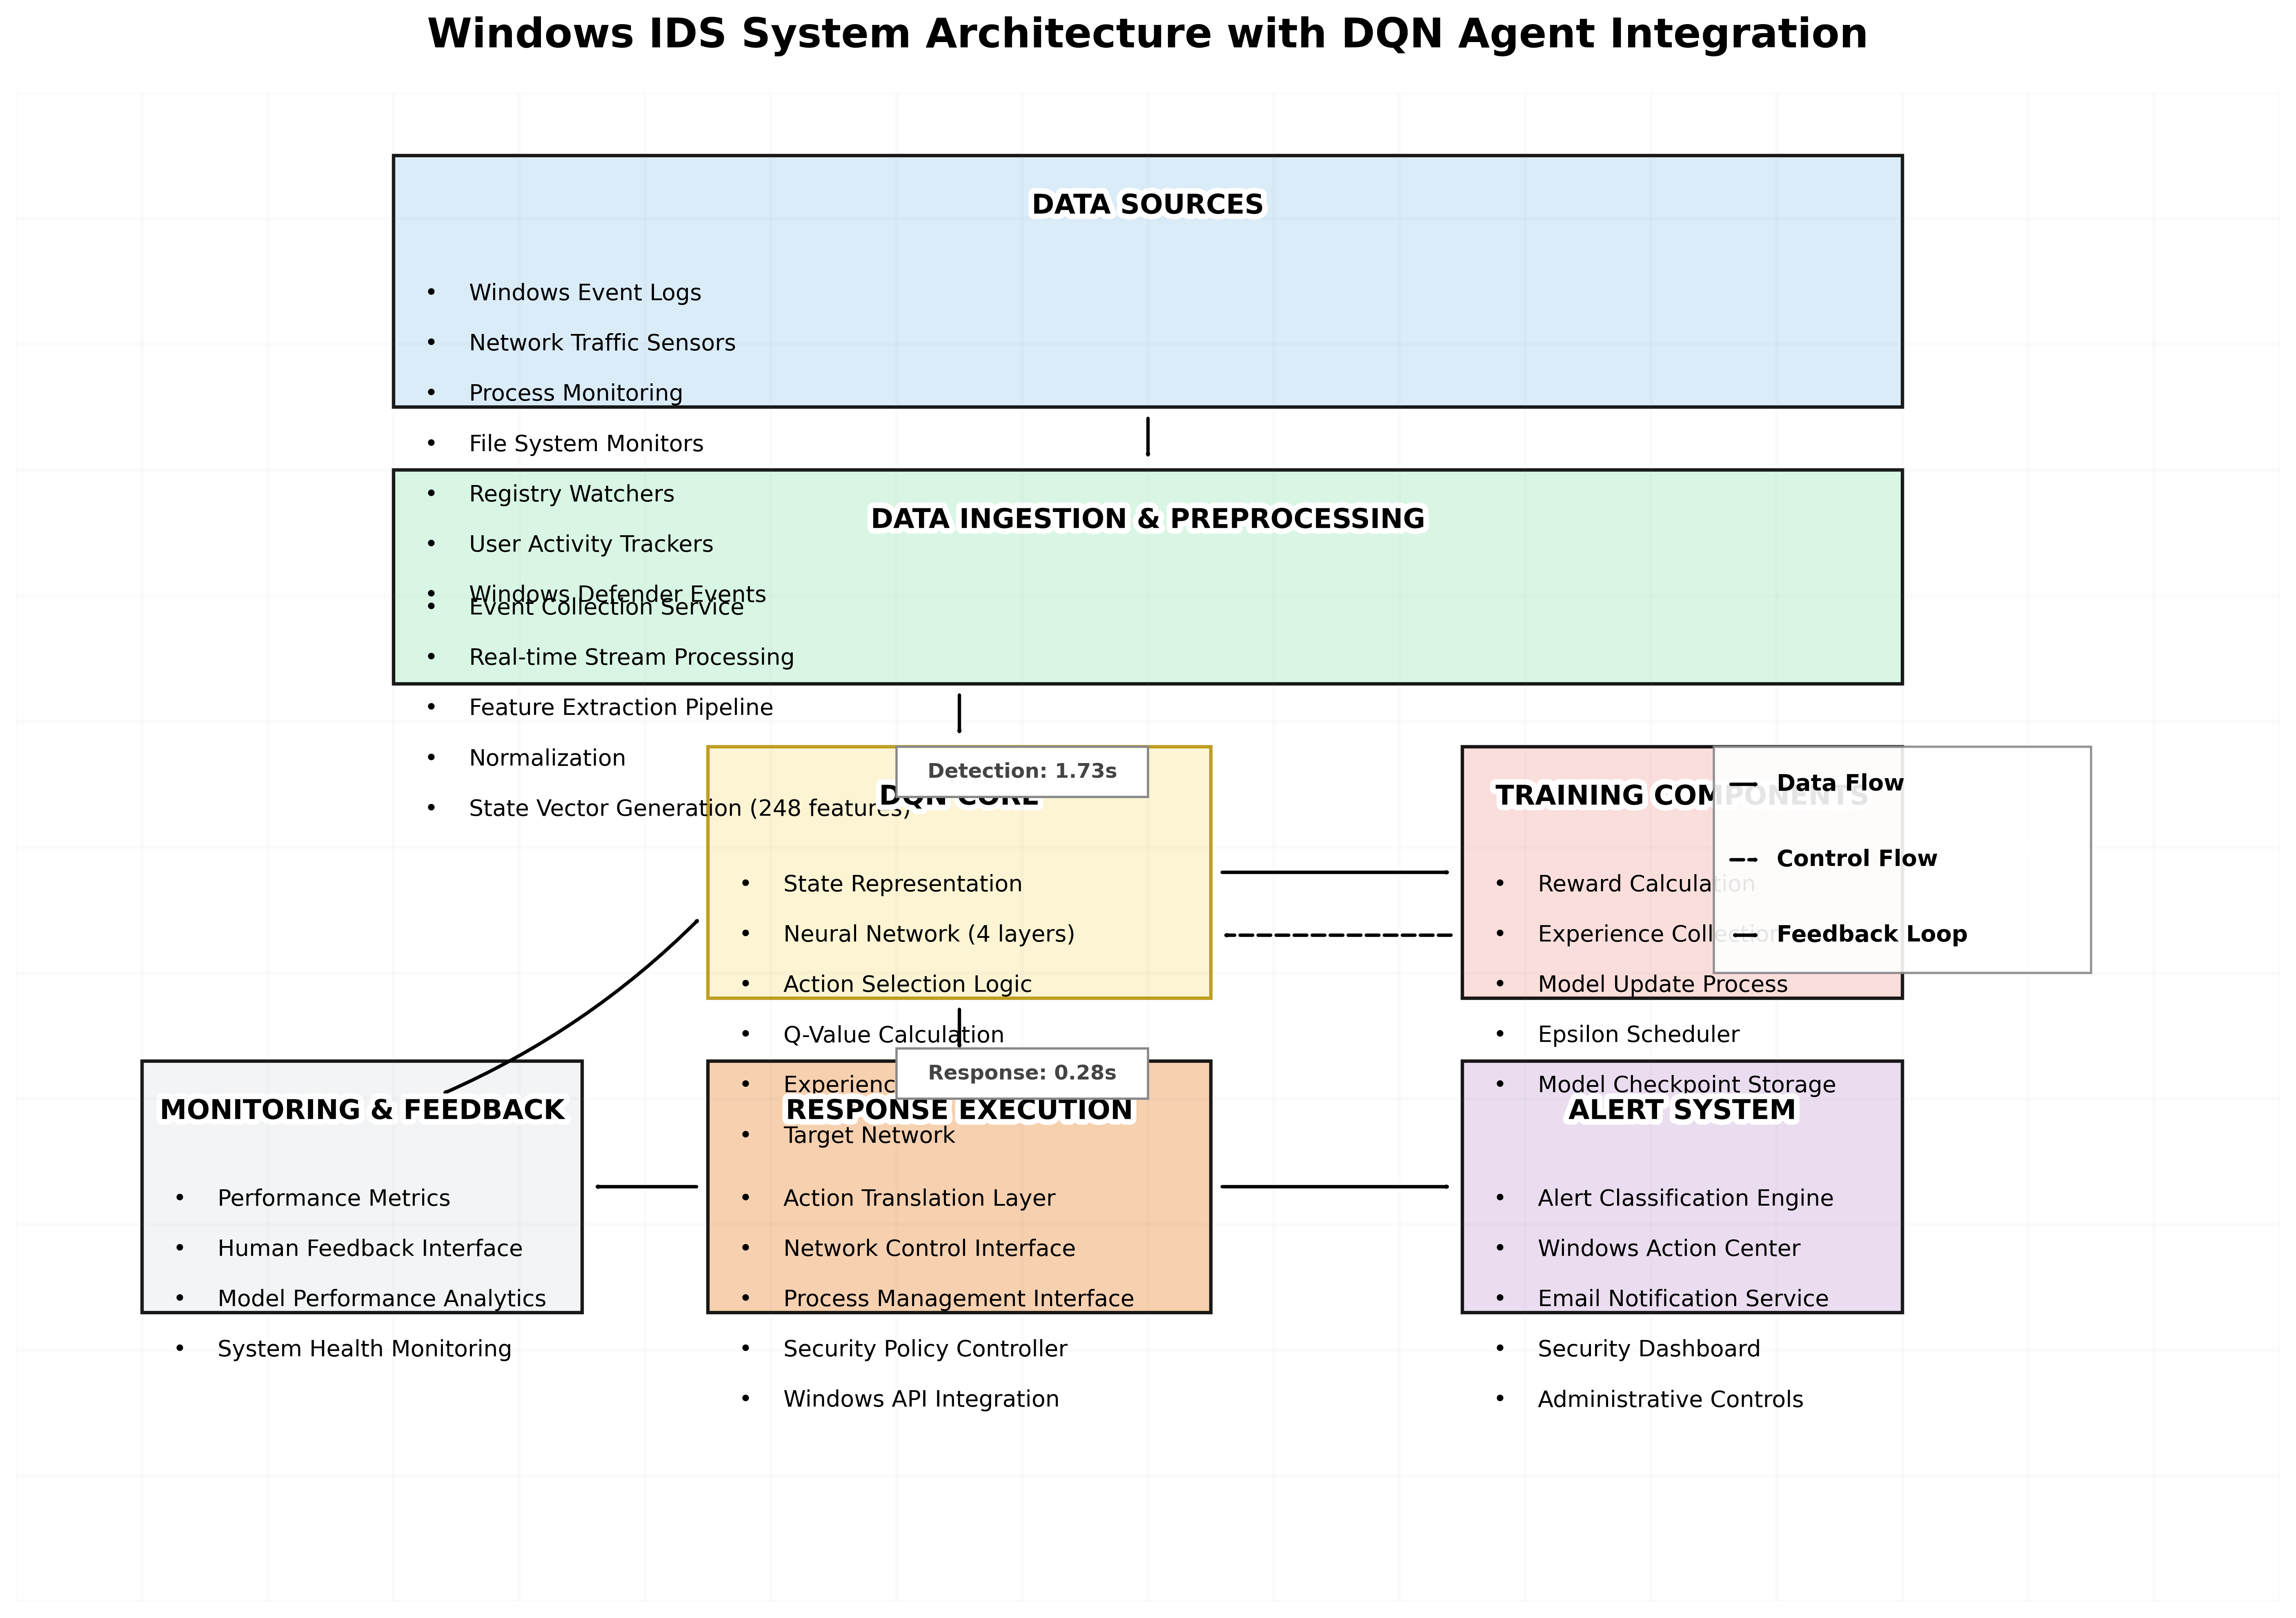 Windows IDS System Architecture with DQN Agent Integration
DATA SOURCES
• Windows Event Logs
• Network Traffic Sensors
• Process Monitoring
• File System Monitors
• Registry Watchers
DATA INGESTION & PREPROCESSING
• User Activity Trackers
• Windows Defender Events
• Event Collection Service
• Real-time Stream Processing
• Feature Extraction Pipeline
• Normalization
• State Vector Generation (248 features)
Detection: 1.73s
DQN CORE
• State Representation
• Neural Network (4 layers)
• Action Selection Logic
• Q-Value Calculation
• Experienc
• Target Network
TRAINING COMPONENTS
• Reward Calculation
• Experience Collection
• Model Update Process
• Epsilon Scheduler
• Model Checkpoint Storage
Data Flow
Control Flow
Feedback Loop
MONITORING & FEEDBACK
• Performance Metrics
• Human Feedback Interface
• Model Performance Analytics
• System Health Monitoring
Response: 0.28s
RESPONSE EXECUTION
• Action Translation Layer
• Network Control Interface
• Process Management Interface
• Security Policy Controller
• Windows API Integration
ALERT SYSTEM
• Alert Classification Engine
• Windows Action Center
• Email Notification Service
• Security Dashboard
• Administrative Controls